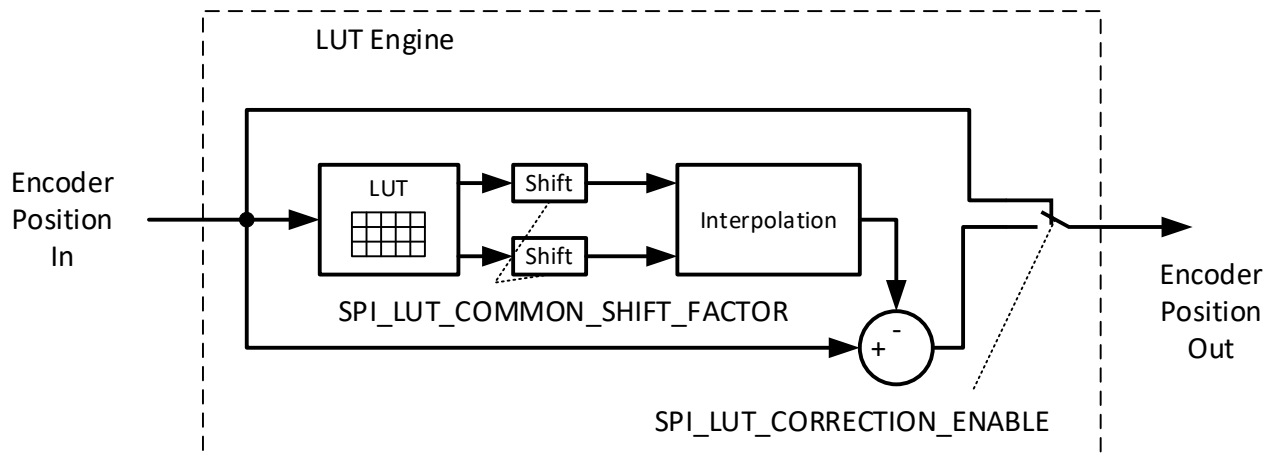 LUT Engine
Encoder
Position
In
LUT
Shift
Shift
Interpolation
SPI_LUT_COMMON_SHIFT_FACTOR
+
-
SPI_LUT_CORRECTION_ENABLE
Encoder
Position
Out